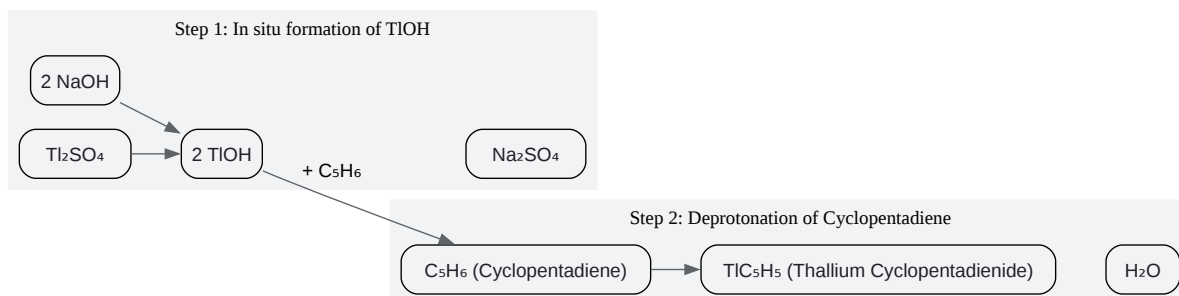 Step 1: In situ formation of TlOH
2 NaOH
Tl₂SO₄
2 TlOH
Na₂SO₄
+ C₅H₆
Step 2: Deprotonation of Cyclopentadiene
C₅H₆ (Cyclopentadiene)
TlC₅H₅ (Thallium Cyclopentadienide)
H₂O